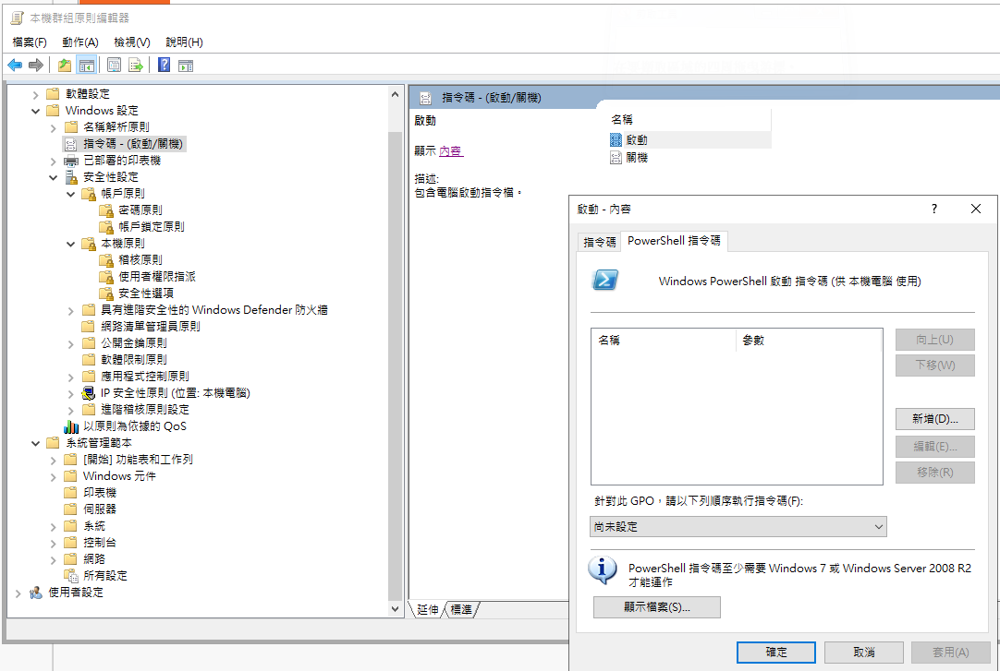 本機群組原則編輯器
檔案(F) 動作(A) 檢視(V) 說明(H)
軟體設定
Windows 設定
名稱解析原則
指令碼 - (啟動/關機)
已部署的印表機
安全性設定
帳戶原則
密碼原則
帳戶鎖定原則
本機原則
稽核原則
使用者權限指派
安全性選項
具有進階安全性的 Windows Defender 防火牆
網路清單管理員原則
公開金鑰原則
軟體限制原則
應用程式控制原則
IP 安全性原則 (位置: 本機電腦)
進階稽核原則設定
以原則為依據的 QoS
系統管理範本
[開始] 功能表和工作列
Windows 元件
印表機
伺服器
系統
控制台
網路
所有設定
使用者設定
指令碼 - (啟動/關機)
啟動
顯示 內容
描述:
包含電腦啟動指令檔。
名稱
啟動
關機
延伸 標準
啟動 - 內容
指令碼 PowerShell 指令碼
Windows PowerShell 啟動 指令碼 (供 本機電腦 使用)
名稱 參數
向上(U)
下移(W)
新增(D)...
編輯(E)...
移除(R)
針對此 GPO，請以下列順序執行指令碼(F):
尚未設定
PowerShell 指令碼至少需要 Windows 7 或 Windows Server 2008 R2
才能運作
顯示檔案(S)...
確定 取消 套用(A)